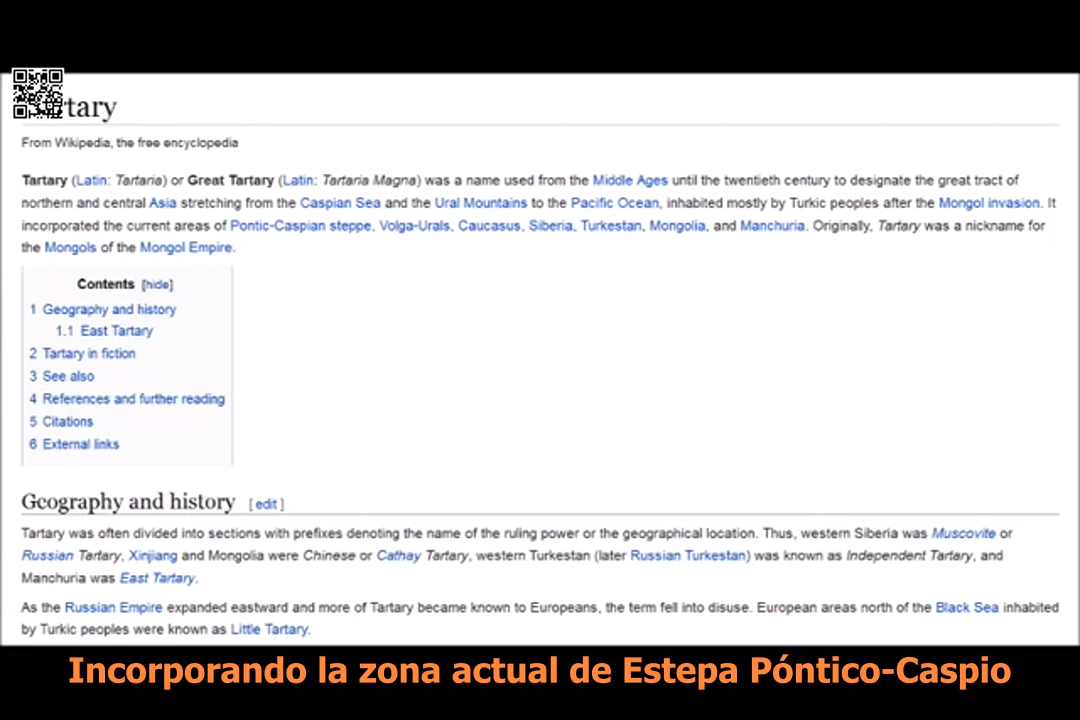 tary
From Wikipedia, the free encyclopedia
Tartary (Latin: Tartaria) or Great Tartary (Latin: Tartaria Magna) was a name used from the Middle Ages until the twentieth century to designate the great tract of
northern and central Asia stretching from the Caspian Sea and the Ural Mountains to the Pacific Ocean, inhabited mostly by Turkic peoples after the Mongol invasion. It
incorporated the current areas of Pontic-Caspian steppe, Volga-Urals, Caucasus, Siberia, Turkestan, Mongolia, and Manchuria. Originally, Tartary was a nickname for
the Mongols of the Mongol Empire.
Contents [hide]
1 Geography and history
1.1 East Tartary
2 Tartary in fiction
3 See also
4 References and further reading
5 Citations
6 External links
Geography and history [ edit ]
Tartary was often divided into sections with prefixes denoting the name of the ruling power or the geographical location. Thus, western Siberia was Muscovite or
Russian Tartary, Xinjiang and Mongolia were Chinese or Cathay Tartary, western Turkestan (later Russian Turkestan) was known as Independent Tartary, and
Manchuria was East Tartary.
As the Russian Empire expanded eastward and more of Tartary became known to Europeans, the term fell into disuse. European areas north of the Black Sea inhabited
by Turkic peoples were known as Little Tartary.
Incorporando la zona actual de Estepa Póntico-Caspio